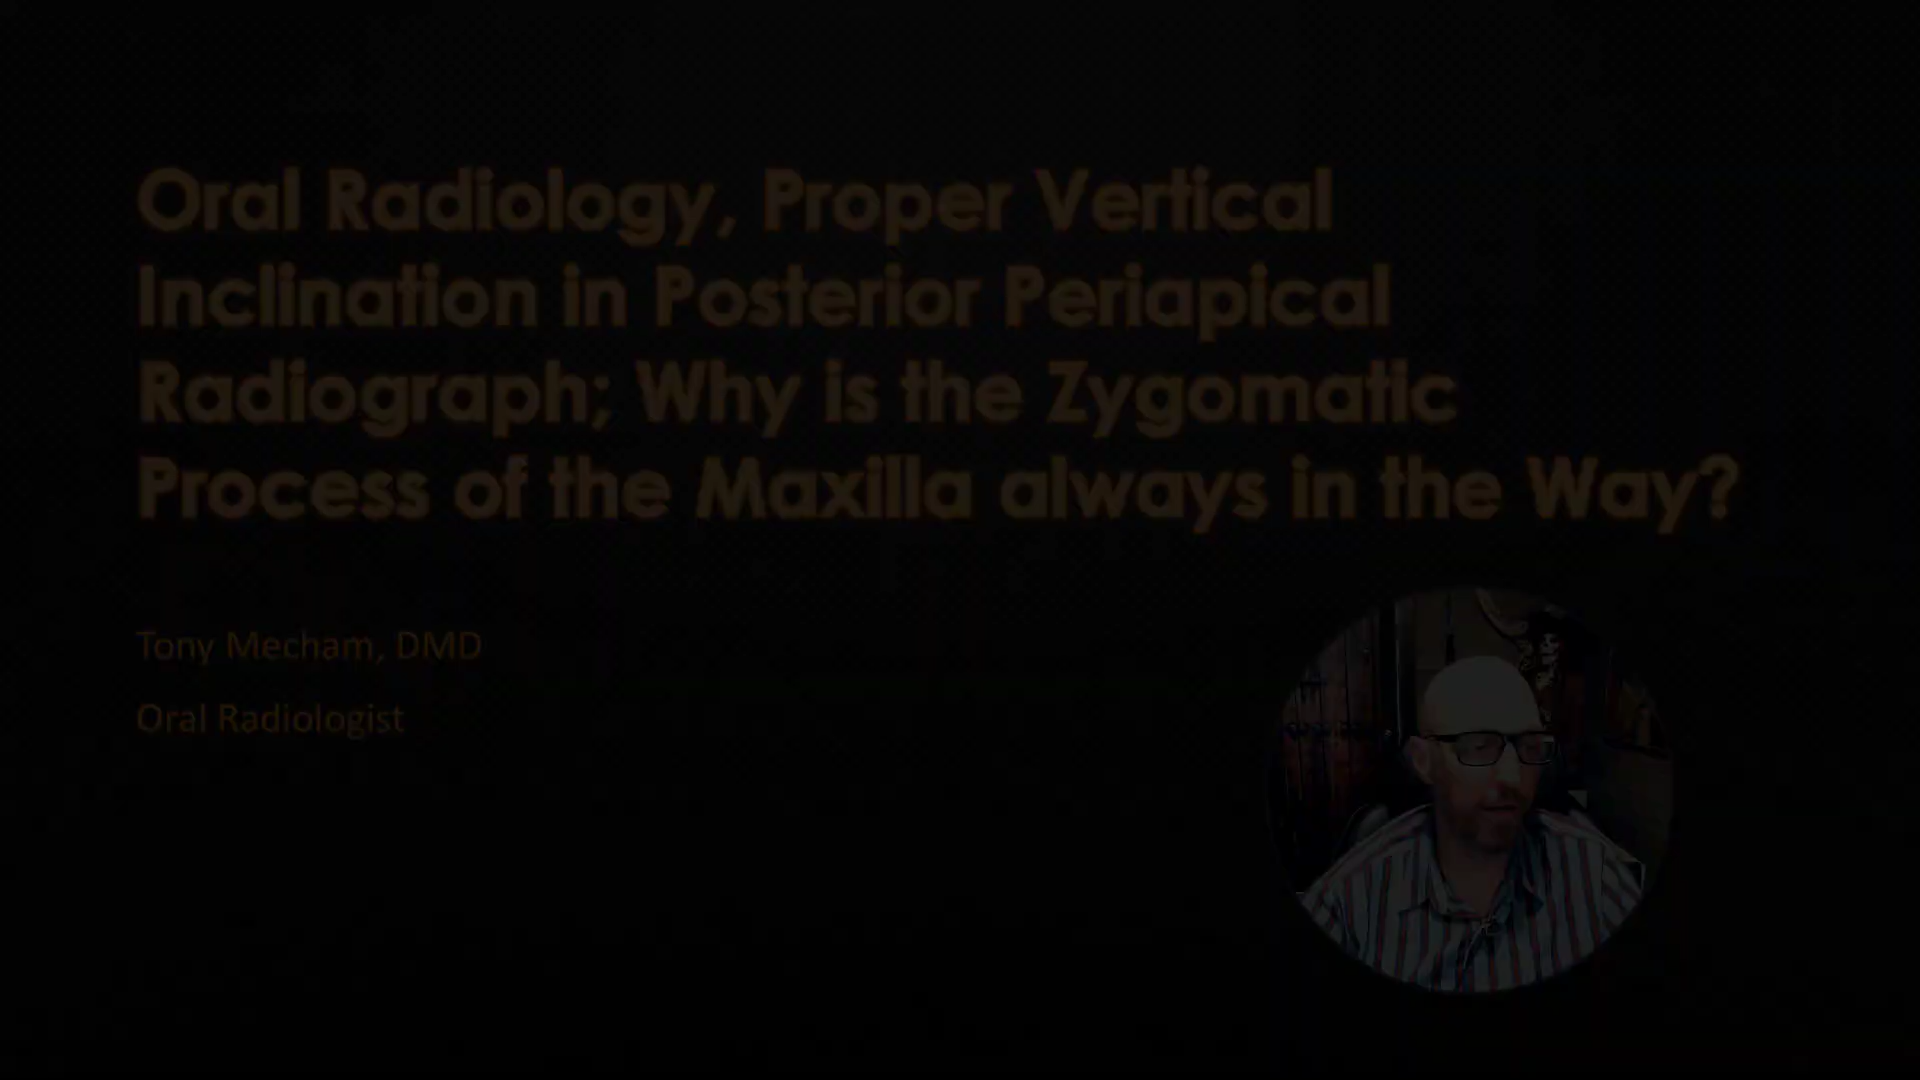 Oral Radiology, Proper Vertical
Inclination in Posterior Periapical
Radiograph; Why is the Zygomatic
Process of the Maxilla always in the Way?
Tony Mecham, DMD
Oral Radiologist